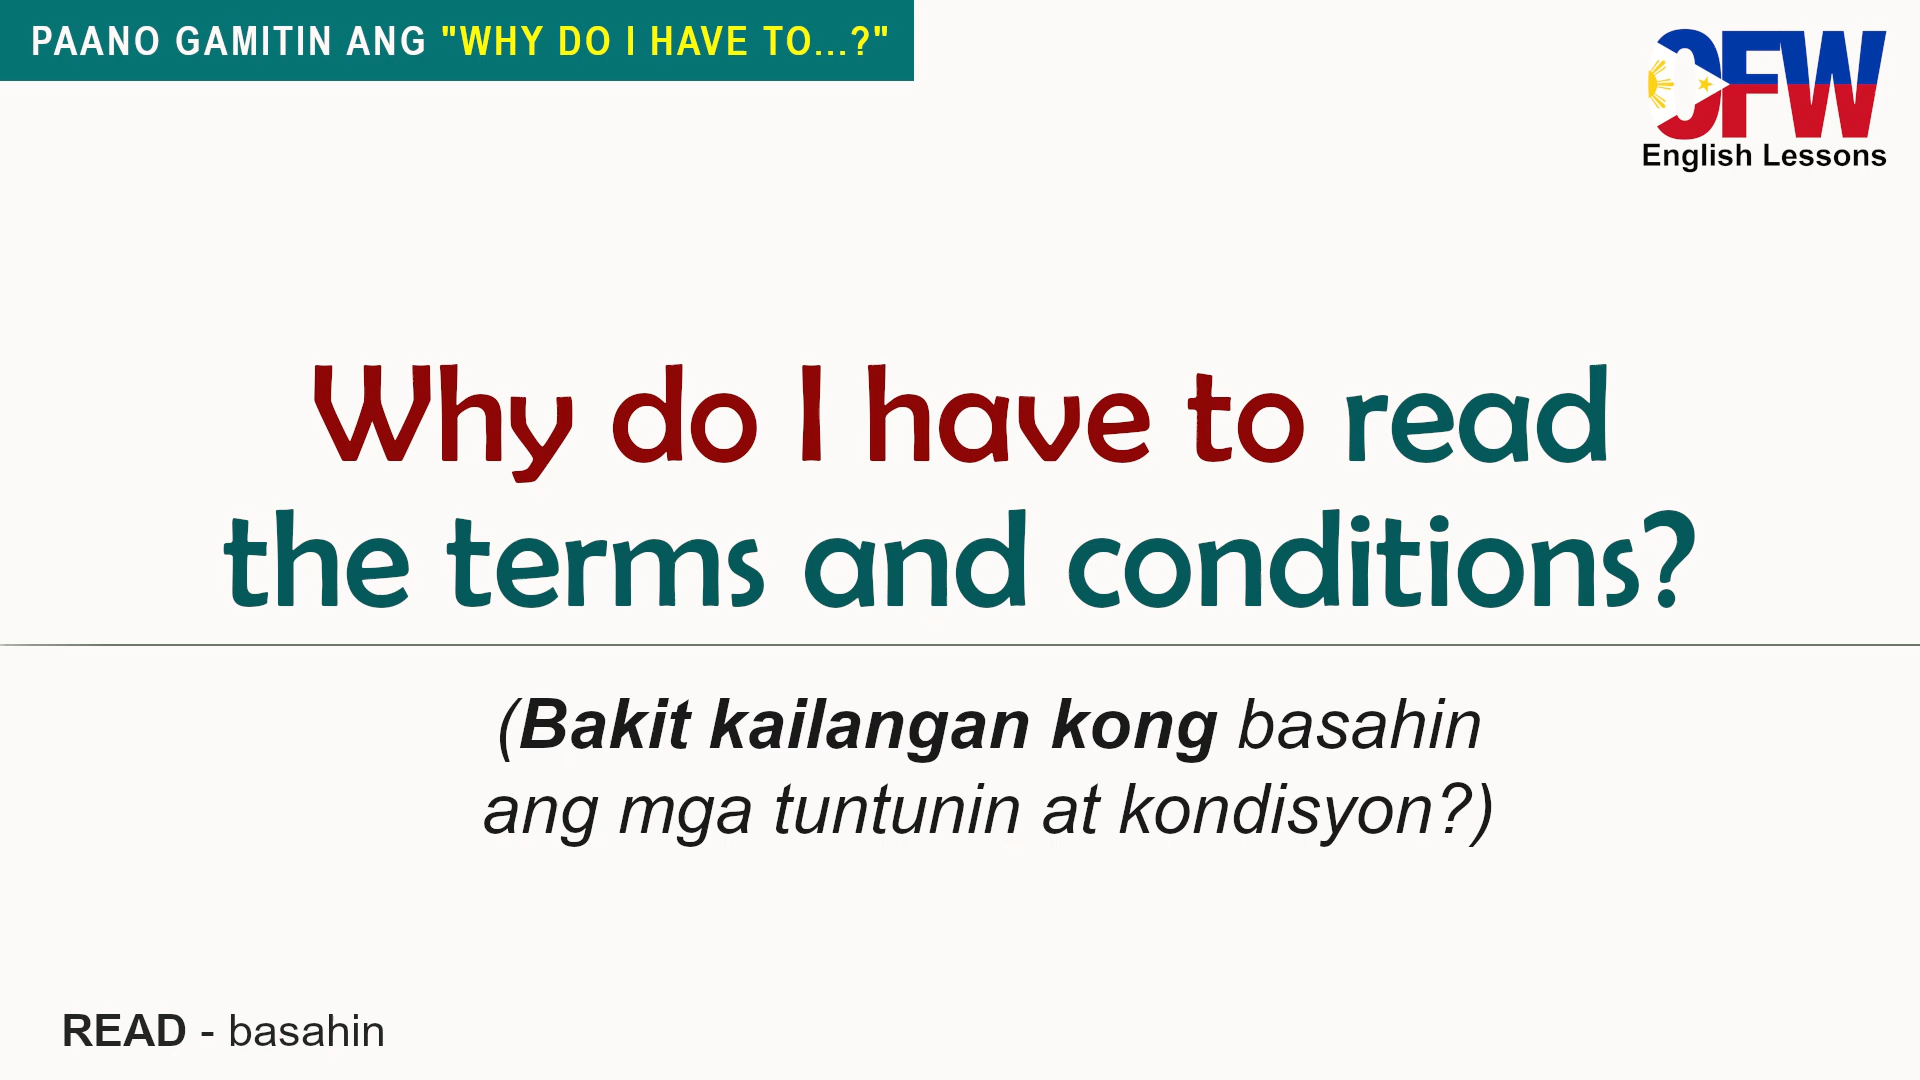 PAANO GAMITIN ANG "WHY DO I HAVE TO...?"
OFW
English Lessons
Why do I have to read
the terms and conditions?
(Bakit kailangan kong basahin
ang mga tuntunin at kondisyon?)
READ - basahin